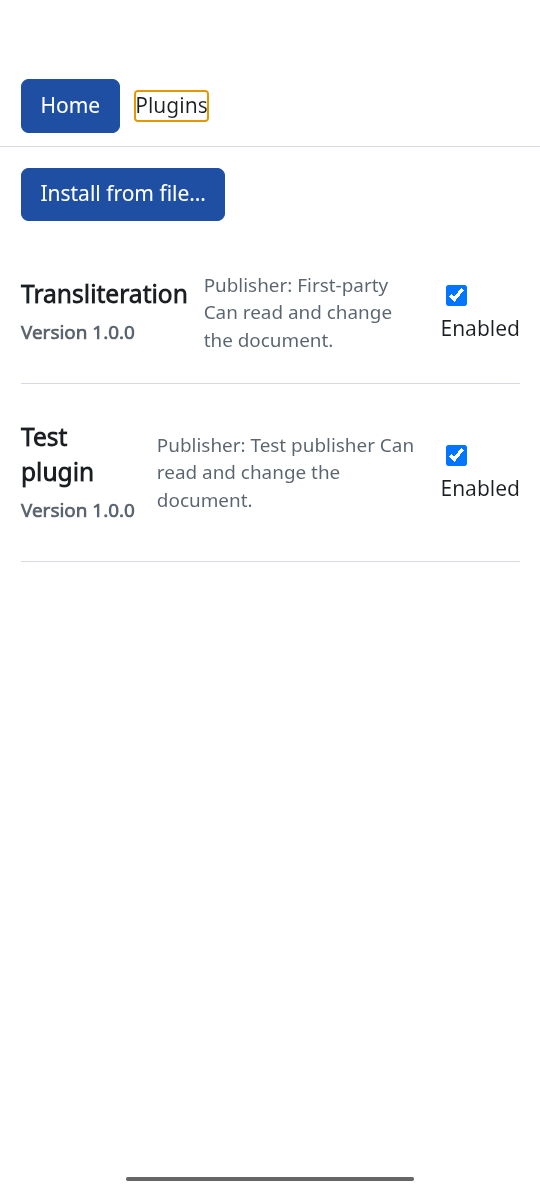 Home
Plugins
Install from file...
Transliteration
Version 1.0.0
Publisher: First-party
Can read and change
the document.
Enabled
Test
plugin
Version 1.0.0
Publisher: Test publisher Can
read and change the
document.
Enabled